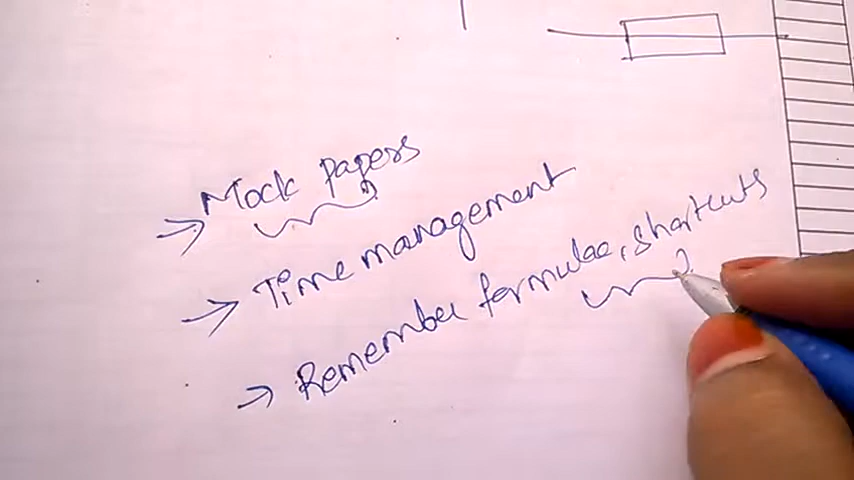 → Mock papers
→ Time management
→ Remember formulae, shortcuts